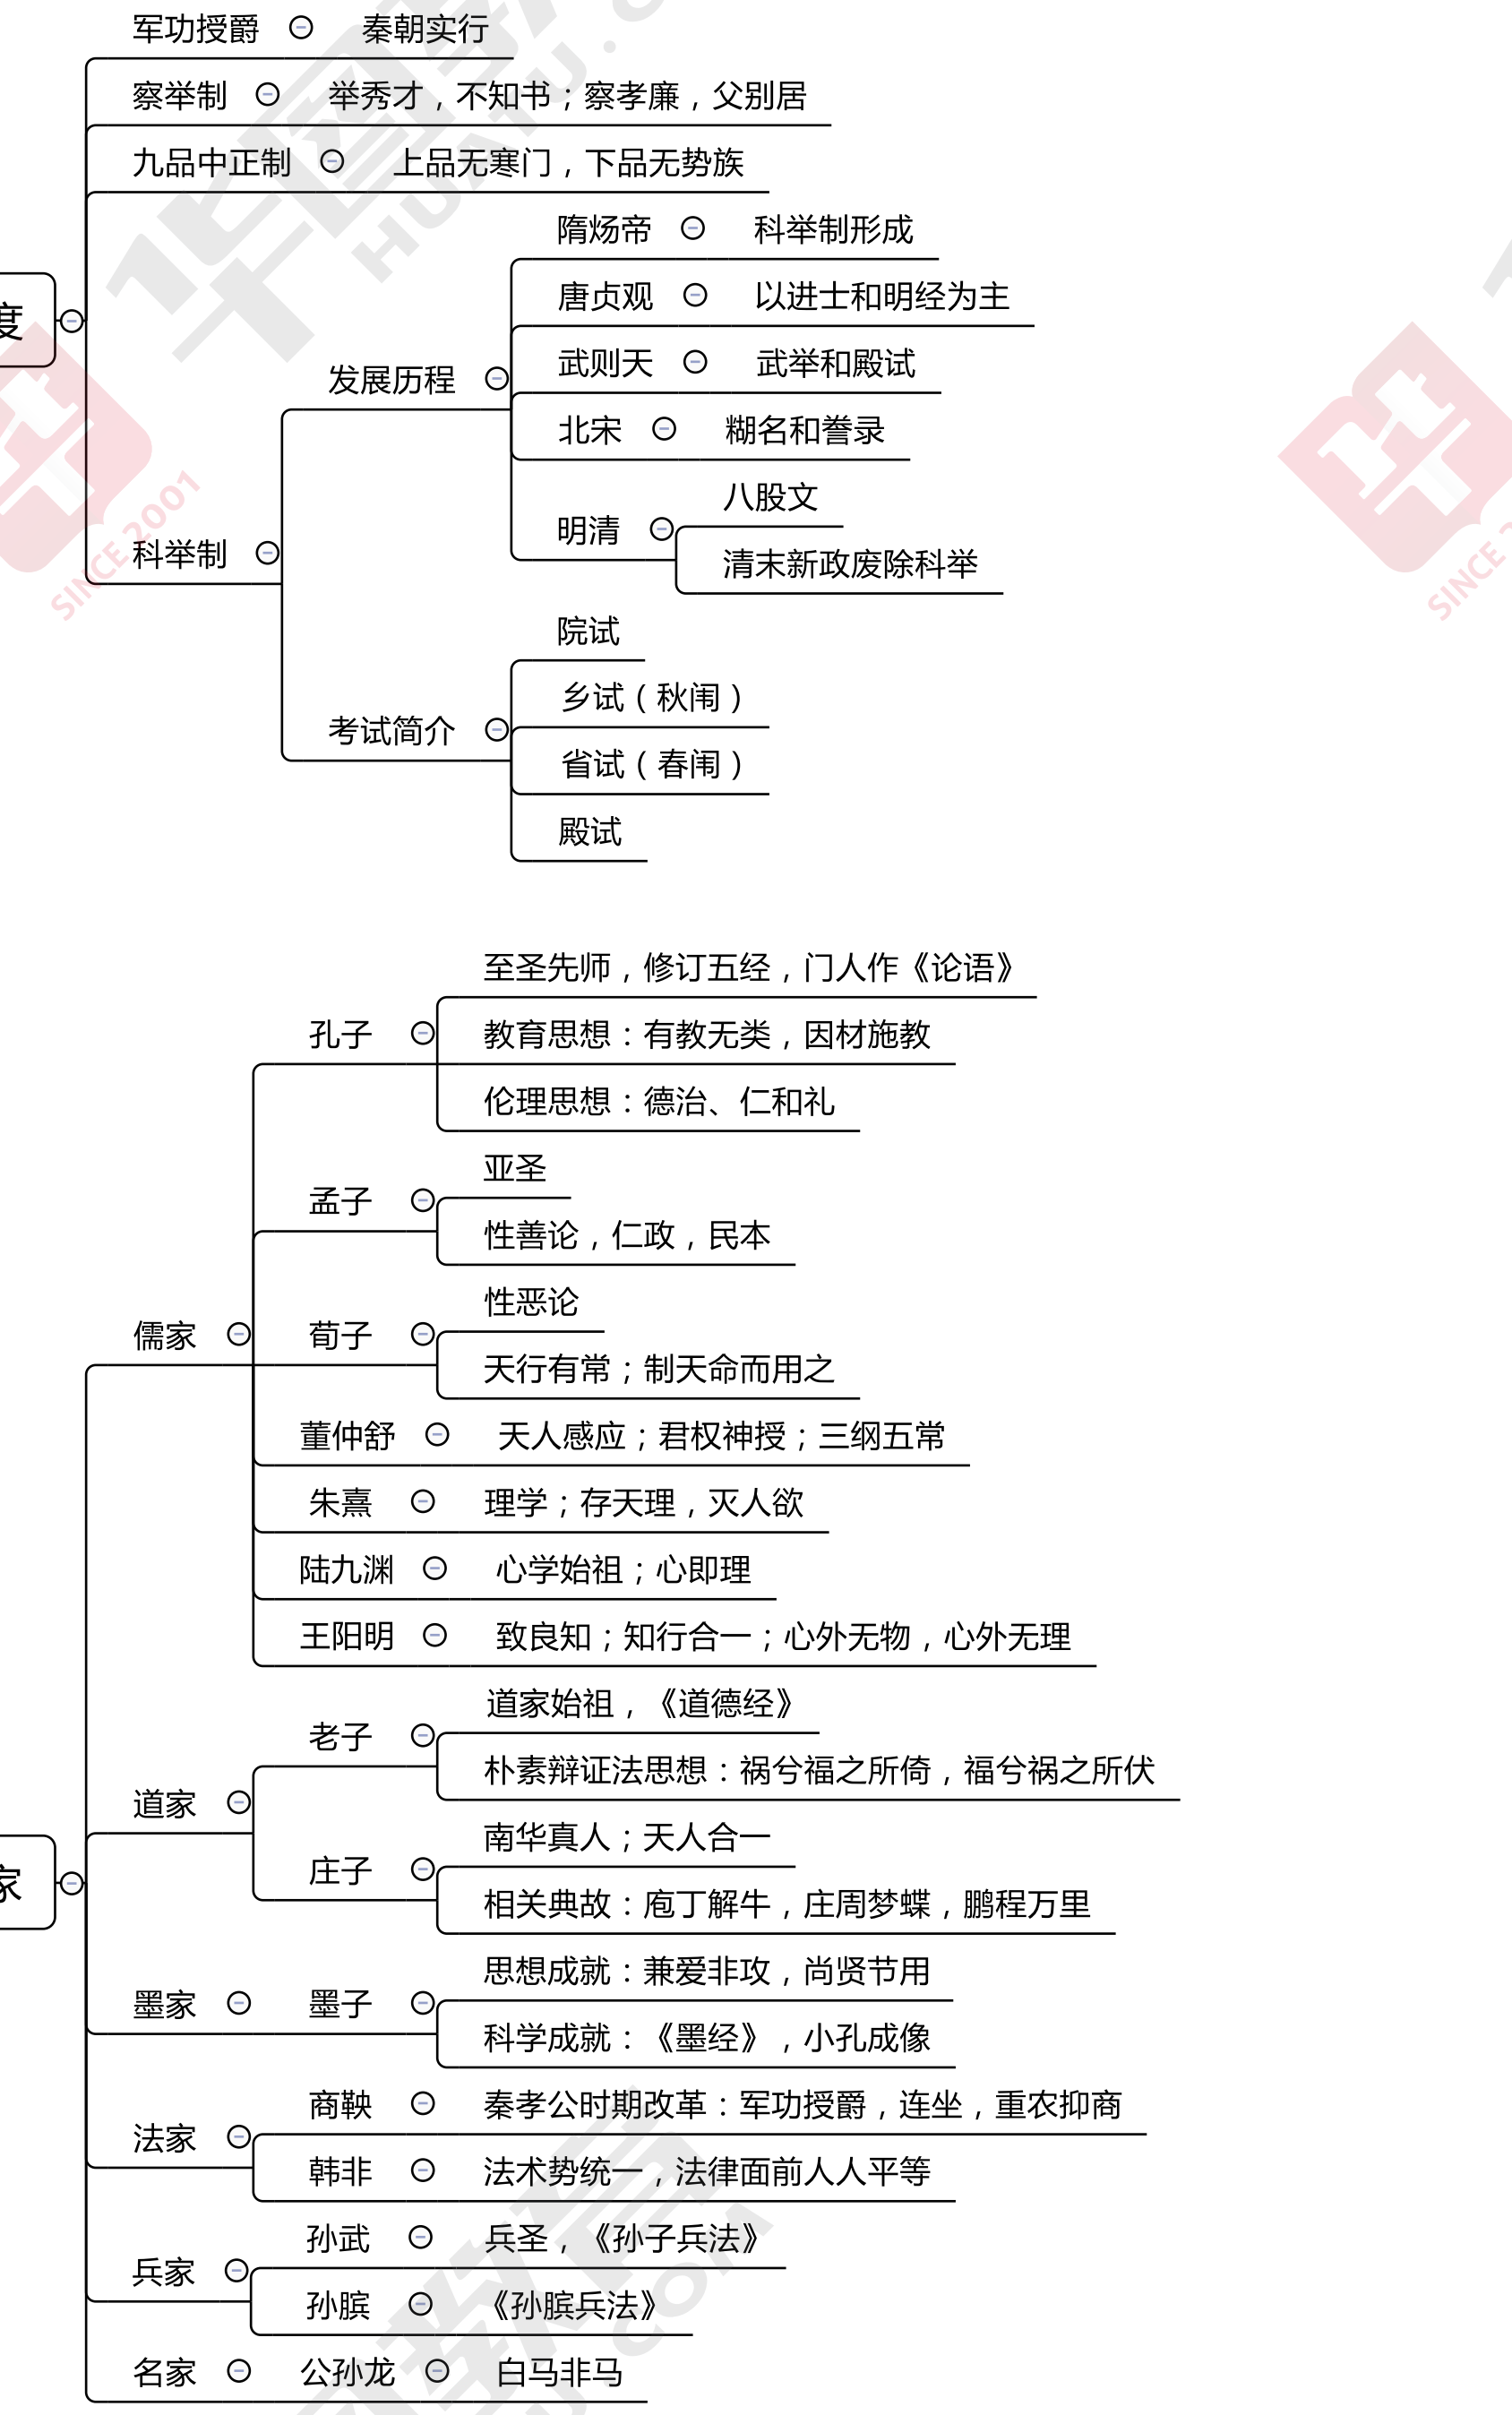 军功授爵 秦朝实行
察举制 举秀才，不知书；察孝廉，父别居
九品中正制 上品无寒门，下品无势族
度
科举制
发展历程
隋炀帝 科举制形成
唐贞观 以进士和明经为主
武则天 武举和殿试
北宋 糊名和誊录
明清
八股文
清末新政废除科举
考试简介
院试
乡试（秋闱）
省试（春闱）
殿试
家
儒家
孔子
至圣先师，修订五经，门人作《论语》
教育思想：有教无类，因材施教
伦理思想：德治、仁和礼
孟子
亚圣
性善论，仁政，民本
荀子
性恶论
天行有常；制天命而用之
董仲舒 天人感应；君权神授；三纲五常
朱熹 理学；存天理，灭人欲
陆九渊 心学始祖；心即理
王阳明 致良知；知行合一；心外无物，心外无理
道家
老子
道家始祖，《道德经》
朴素辩证法思想：祸兮福之所倚，福兮祸之所伏
庄子
南华真人；天人合一
相关典故：庖丁解牛，庄周梦蝶，鹏程万里
墨家 墨子
思想成就：兼爱非攻，尚贤节用
科学成就：《墨经》，小孔成像
法家
商鞅 秦孝公时期改革：军功授爵，连坐，重农抑商
韩非 法术势统一，法律面前人人平等
兵家
孙武 兵圣，《孙子兵法》
孙膑 《孙膑兵法》
名家 公孙龙 白马非马
华图教
HUATU.C
SINCE 2001
SINCE 2
教育
.COM